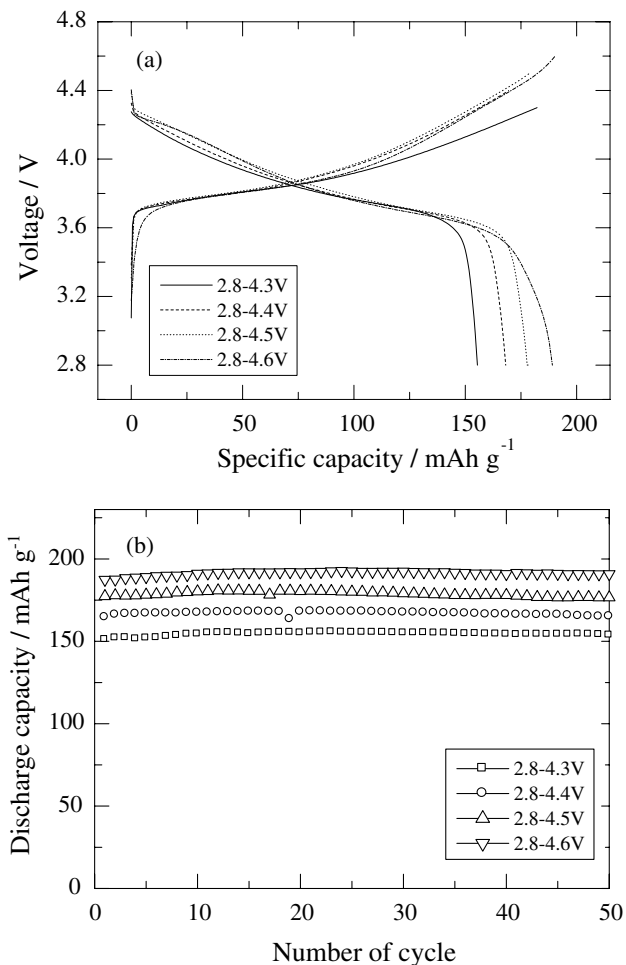 (a)
4.8
4.4
4.0
3.6
3.2
2.8
Voltage / V
2.8-4.3V
2.8-4.4V
2.8-4.5V
2.8-4.6V
0 50 100 150 200
Specific capacity / mAh g⁻¹
(b)
200
150
100
50
0
Discharge capacity / mAh g⁻¹
2.8-4.3V
2.8-4.4V
2.8-4.5V
2.8-4.6V
0 10 20 30 40 50
Number of cycle